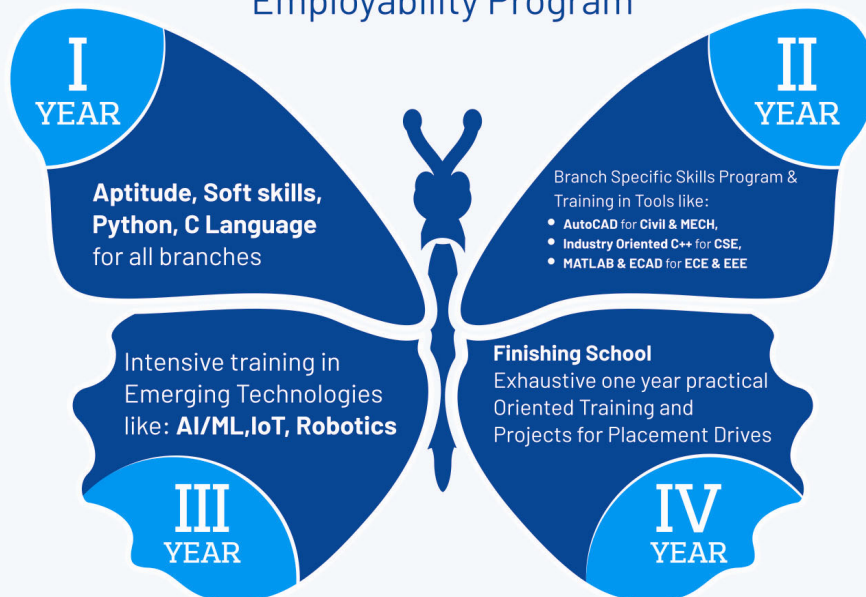 Employability Program
I
YEAR
Aptitude, Soft skills,
Python, C Language
for all branches
II
YEAR
Branch Specific Skills Program &
Training in Tools like:
• AutoCAD for Civil & MECH,
• Industry Oriented C++ for CSE,
• MATLAB & ECAD for ECE & EEE
Intensive training in
Emerging Technologies
like: AI/ML,IoT, Robotics
III
YEAR
Finishing School
Exhaustive one year practical
Oriented Training and
Projects for Placement Drives
IV
YEAR